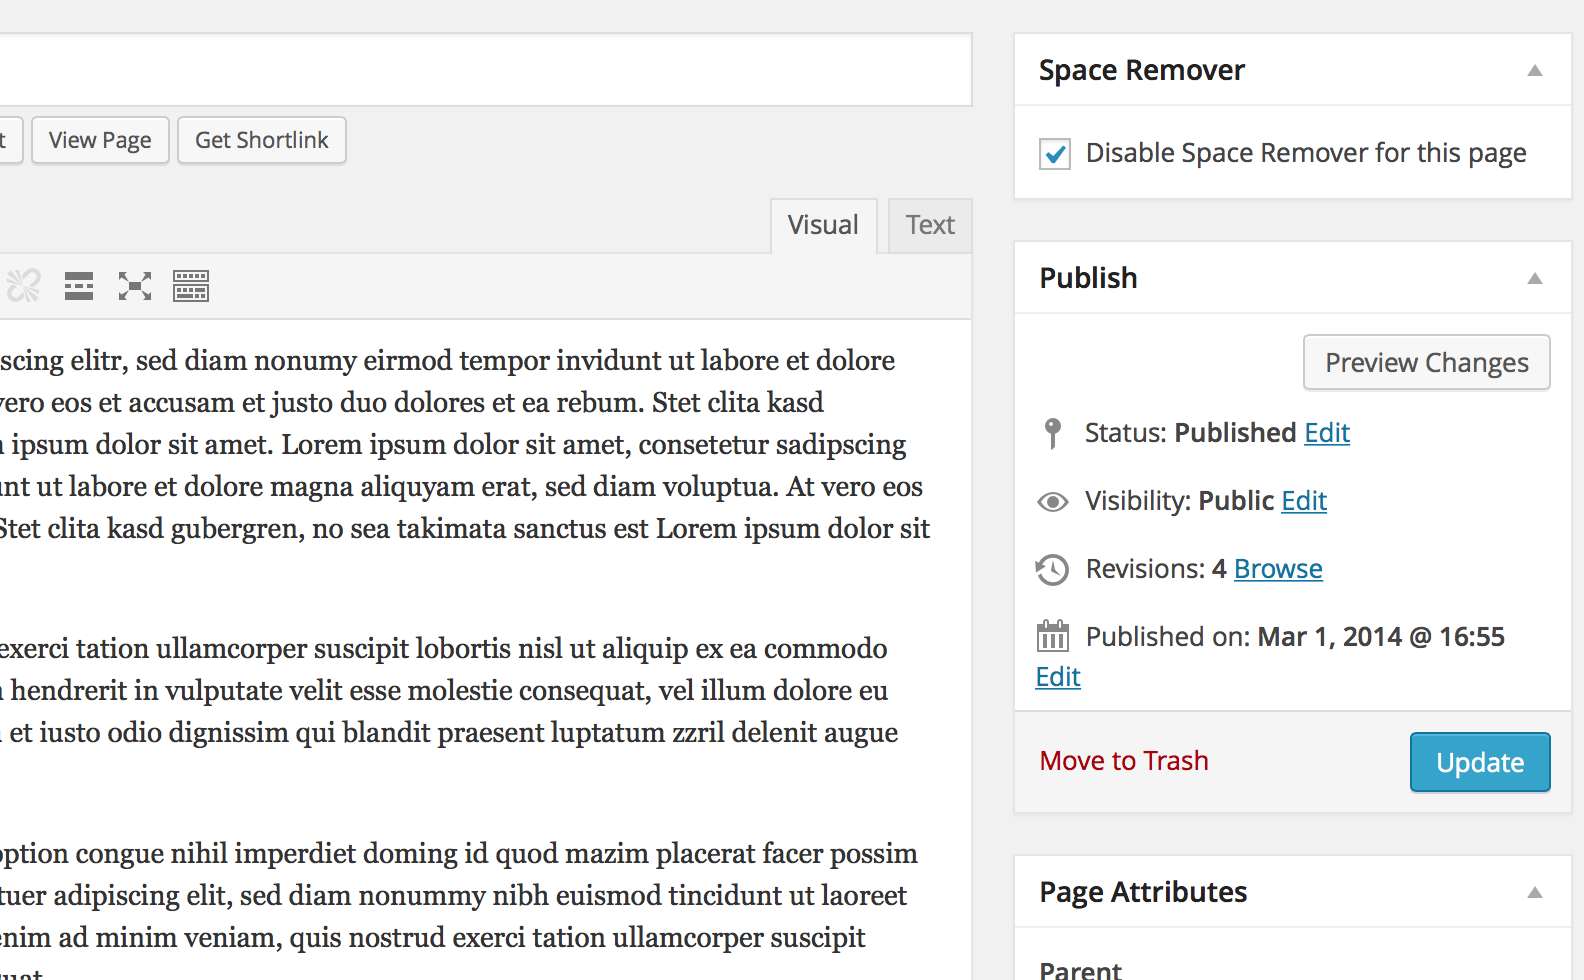 t
View Page
Get Shortlink
Visual
Text
scing elitr, sed diam nonumy eirmod tempor invidunt ut labore et dolore
vero eos et accusam et justo duo dolores et ea rebum. Stet clita kasd
ipsum dolor sit amet. Lorem ipsum dolor sit amet, consetetur sadipscing
unt ut labore et dolore magna aliquyam erat, sed diam voluptua. At vero eos
Stet clita kasd gubergren, no sea takimata sanctus est Lorem ipsum dolor sit
exerci tation ullamcorper suscipit lobortis nisl ut aliquip ex ea commodo
hendrerit in vulputate velit esse molestie consequat, vel illum dolore eu
et iusto odio dignissim qui blandit praesent luptatum zzril delenit augue
option congue nihil imperdiet doming id quod mazim placerat facer possim
tuer adipiscing elit, sed diam nonummy nibh euismod tincidunt ut laoreet
enim ad minim veniam, quis nostrud exerci tation ullamcorper suscipit
Space Remover
Disable Space Remover for this page
Publish
Preview Changes
Status: Published Edit
Visibility: Public Edit
Revisions: 4 Browse
Published on: Mar 1, 2014 @ 16:55
Edit
Move to Trash
Update
Page Attributes
Parent